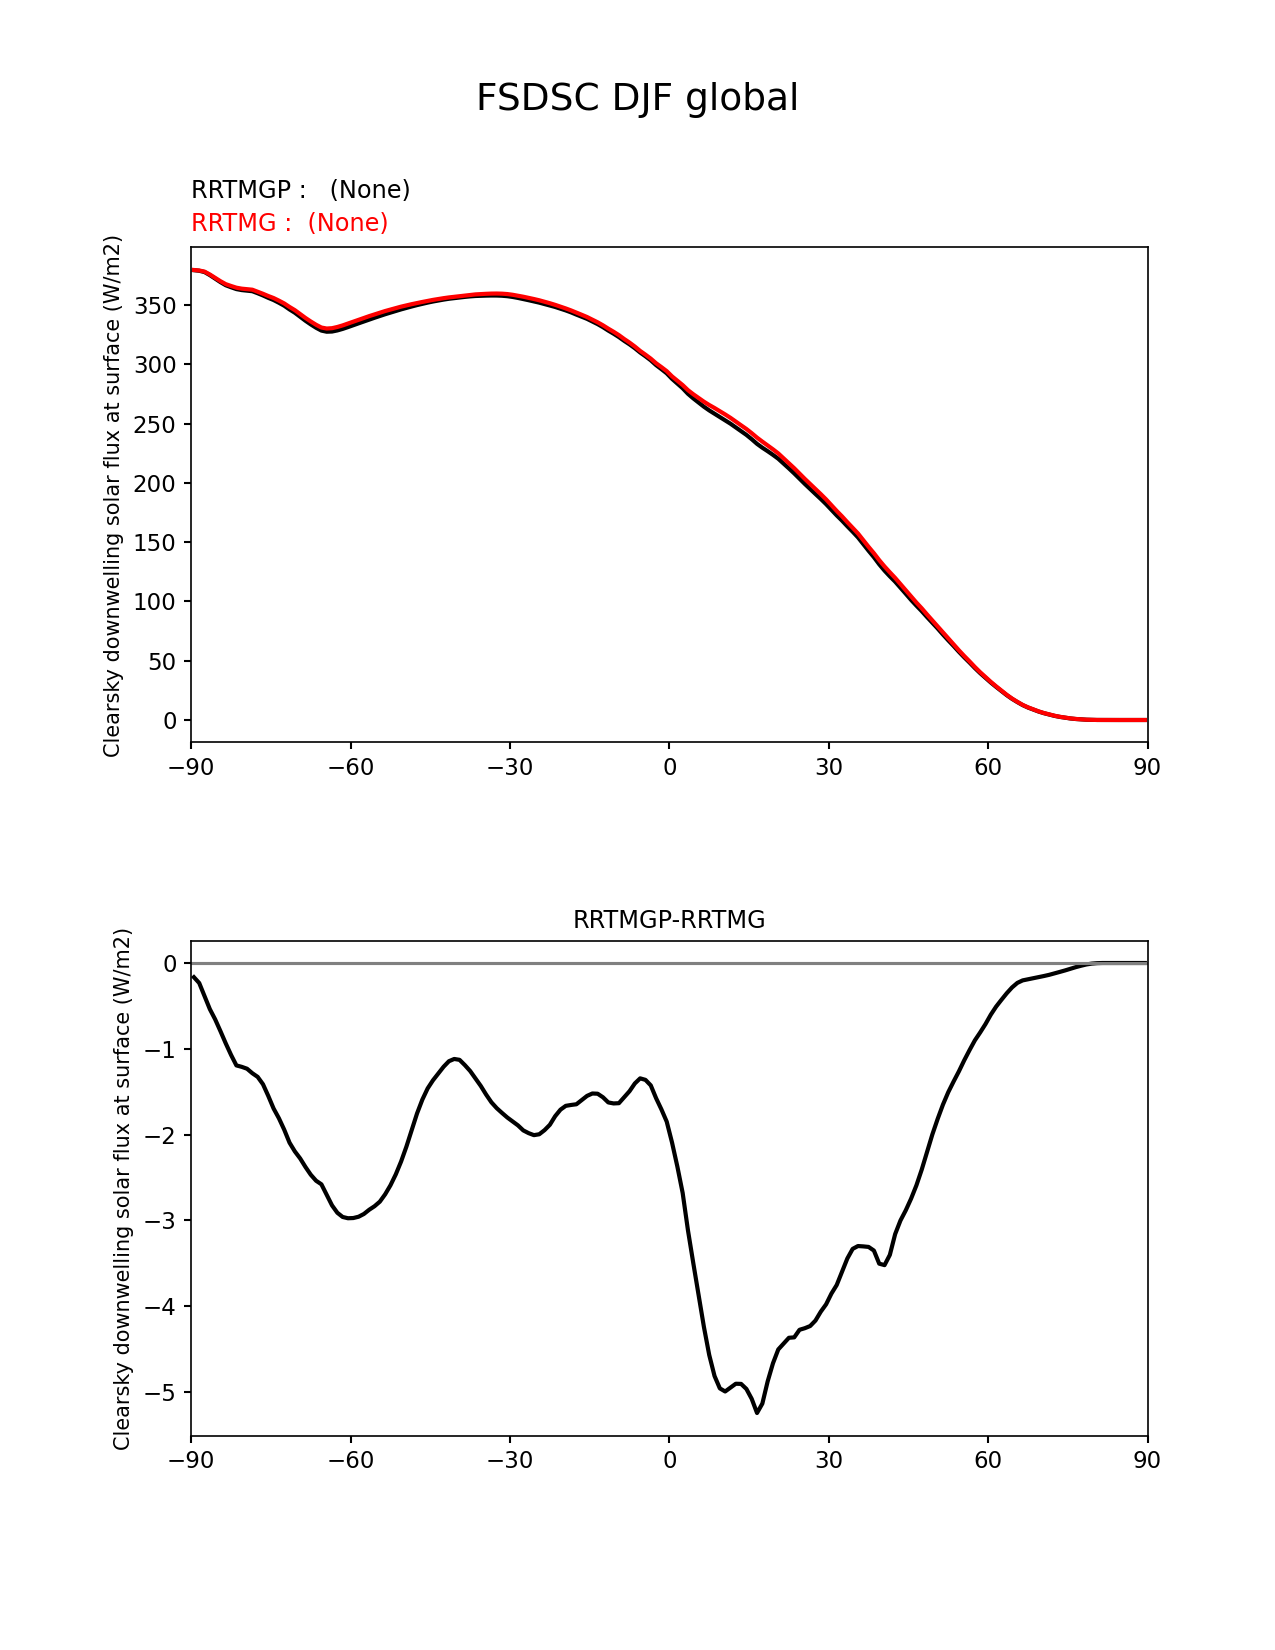 FSDSC DJF global
RRTMGP :   (None)
RRTMG :  (None)
Clearsky downwelling solar flux at surface (W/m2)
350
300
250
200
150
100
50
0
−90 −60 −30 0 30 60 90
RRTMGP-RRTMG
Clearsky downwelling solar flux at surface (W/m2)
0
−1
−2
−3
−4
−5
−90 −60 −30 0 30 60 90